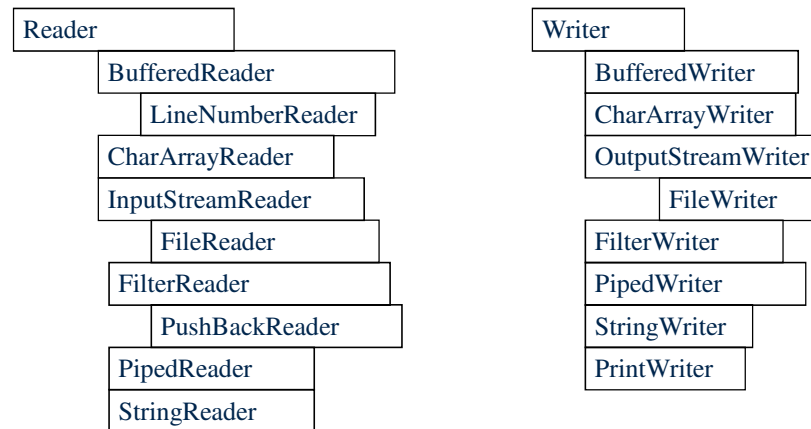 Reader
BufferedReader
LineNumberReader
CharArrayReader
InputStreamReader
FileReader
FilterReader
PushBackReader
PipedReader
StringReader
Writer
BufferedWriter
CharArrayWriter
OutputStreamWriter
FileWriter
FilterWriter
PipedWriter
StringWriter
PrintWriter